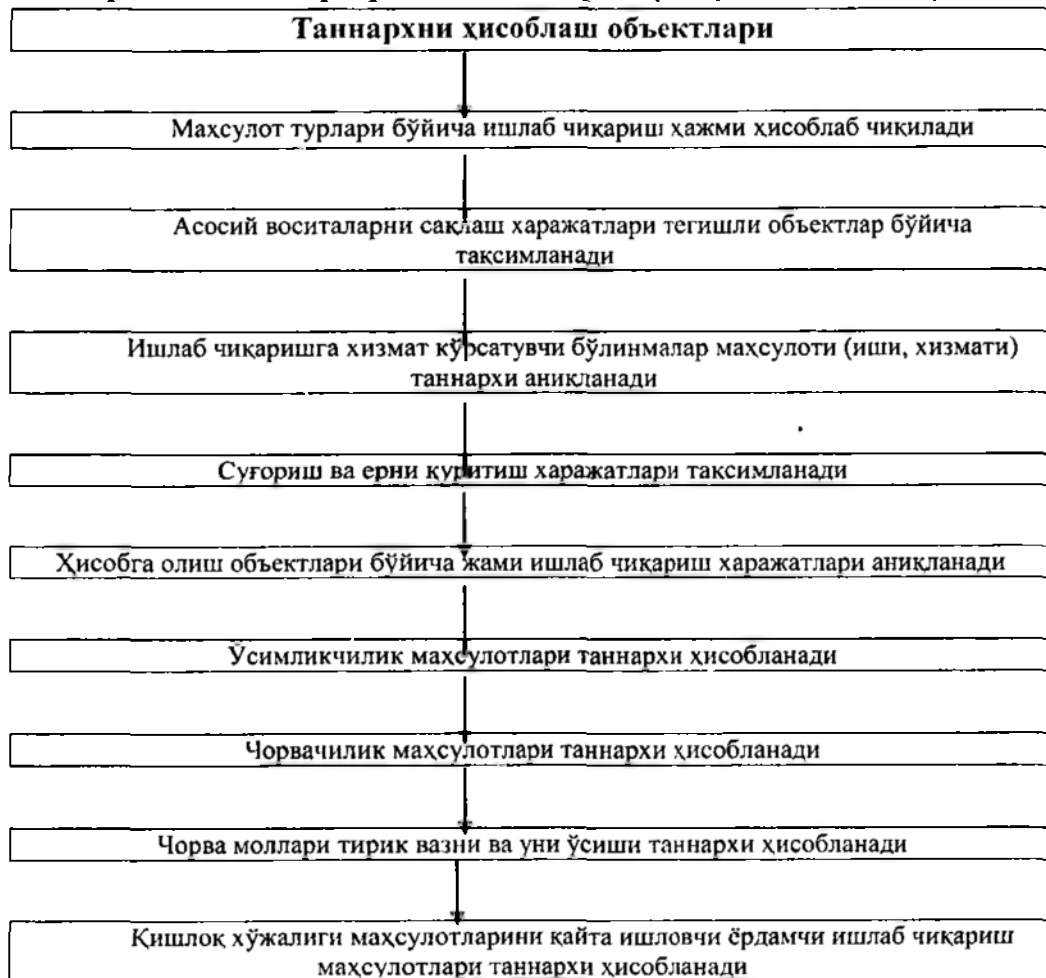 Таннархни ҳисоблаш объектлари
Маҳсулот турлари бўйича ишлаб чиқариш ҳажми ҳисоблаб чиқилади
Асосий воситаларни сақлаш харажатлари тегишли объектлар бўйича
тақсимланади
Ишлаб чиқаришга хизмат кўрсатувчи бўлинмалар маҳсулоти (иши, хизмати)
таннархи аниқланади
Суғориш ва ерни қуритиш харажатлари тақсимланади
Ҳисобга олиш объектлари бўйича жами ишлаб чиқариш харажатлари аниқланади
Ўсимликчилик маҳсулотлари таннархи ҳисобланади
Чорвачилик маҳсулотлари таннархи ҳисобланади
Чорва моллари тирик вазни ва уни ўсиши таннархи ҳисобланади
Қишлоқ хўжалиги маҳсулотларини қайта ишловчи ёрдамчи ишлаб чиқариш
маҳсулотлари таннархи ҳисобланади